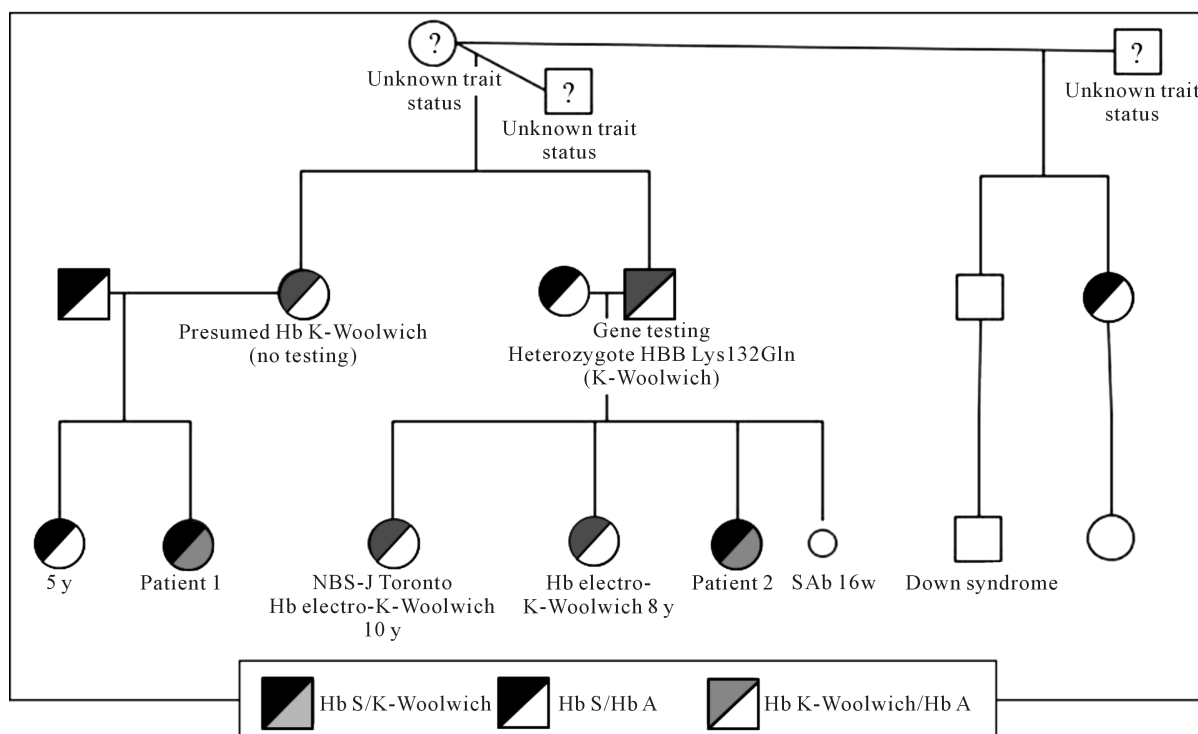 ?
?
?
Unknown trait
status
Unknown trait
status
Unknown trait
status
Presumed Hb K-Woolwich
(no testing)
Gene testing
Heterozygote HBB Lys132Gln
(K-Woolwich)
5 y
Patient 1
NBS-J Toronto
Hb electro-K-Woolwich
10 y
Hb electro-
K-Woolwich 8 y
Patient 2
SAb 16w
Down syndrome
Hb S/K-Woolwich
Hb S/Hb A
Hb K-Woolwich/Hb A